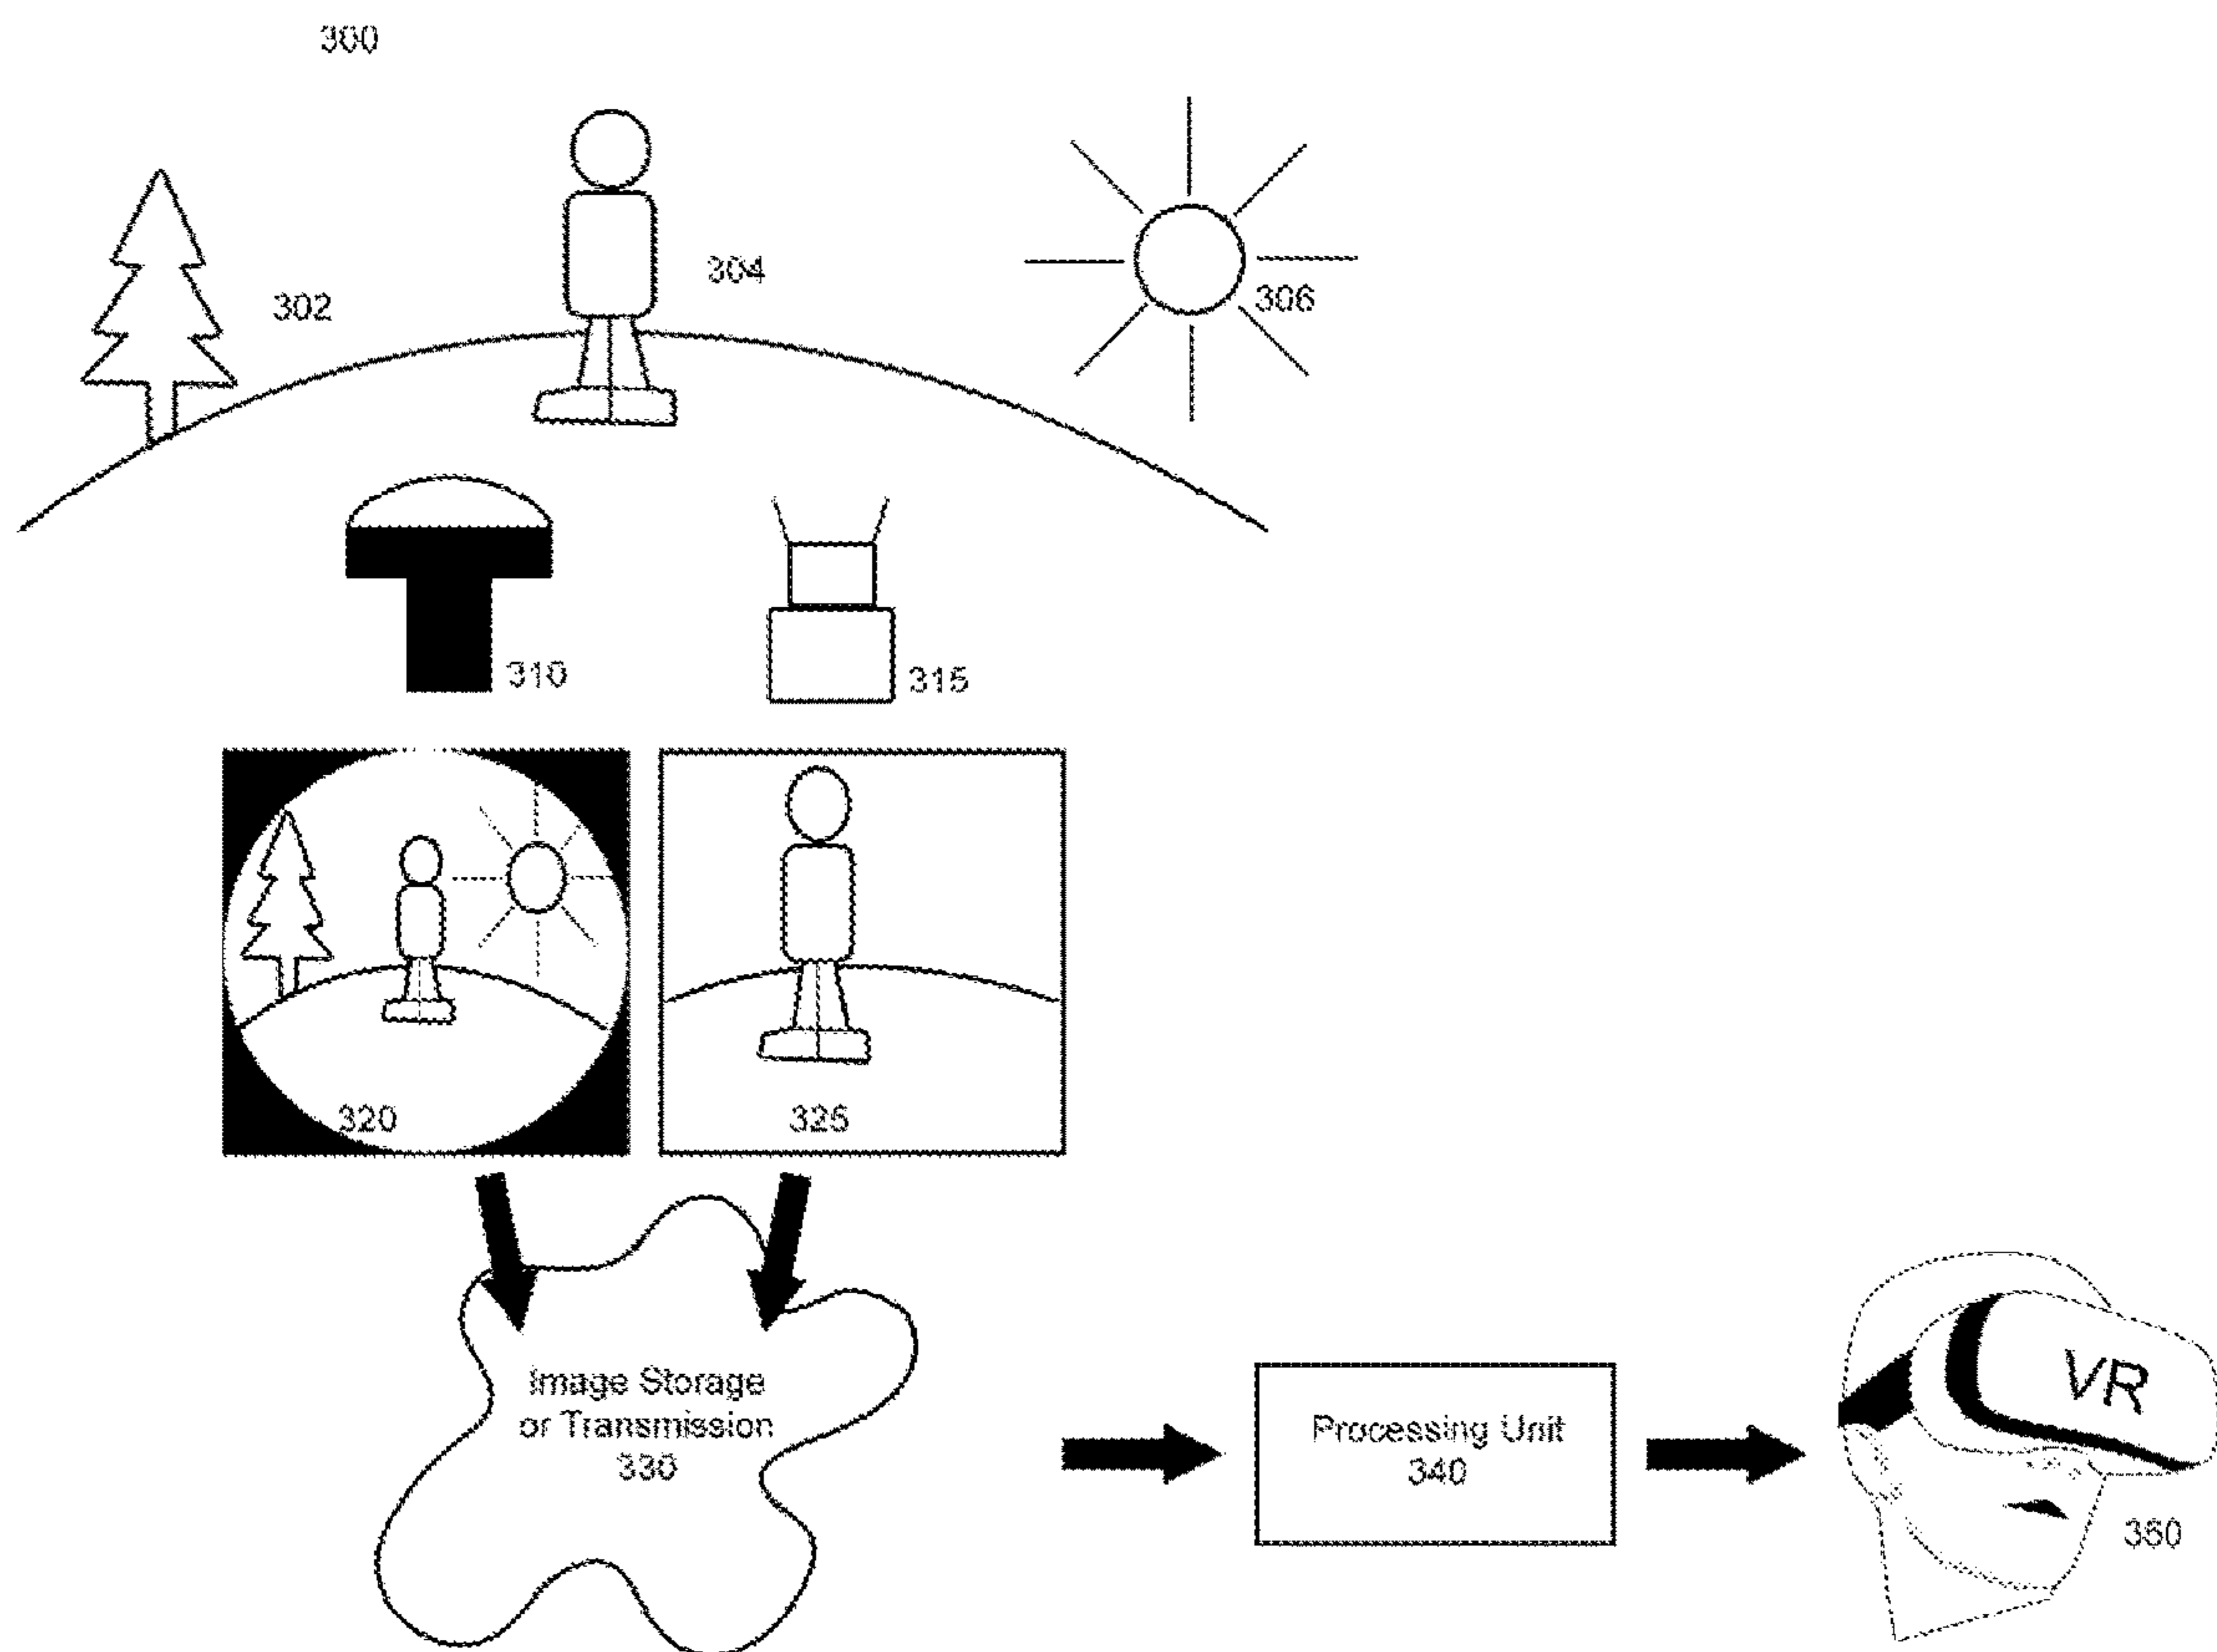 300
302
304
306
310
315
320
325
Image Storage
or Transmission
330
Processing Unit
340
VR
350